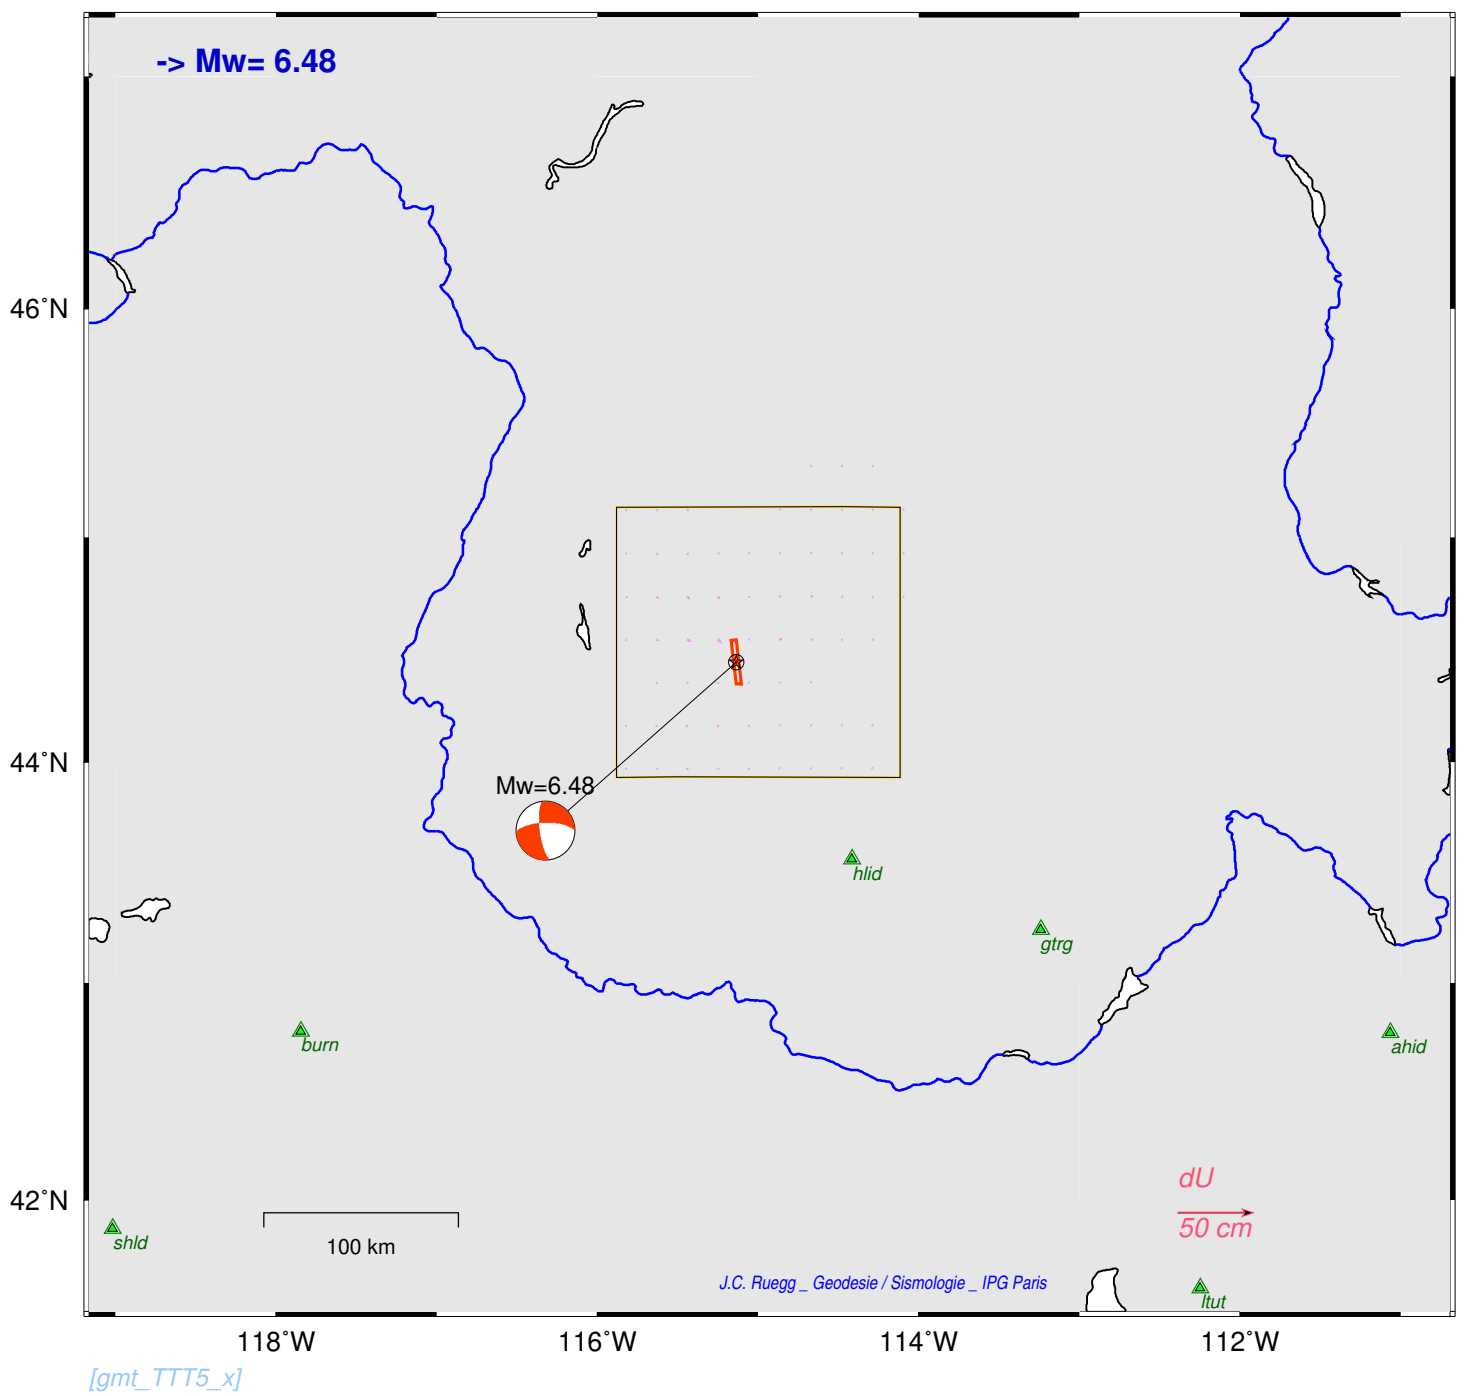 -> Mw= 6.48
46°N
Mw=6.48
44°N
hlid
gtrg
burn
ahid
dU
42°N
50 cm
shld
100 km
J.C. Ruegg _ Geodesie / Sismologie _ IPG Paris
ltut
118°W
116°W
114°W
112°W
[gmt_TTT5_x]